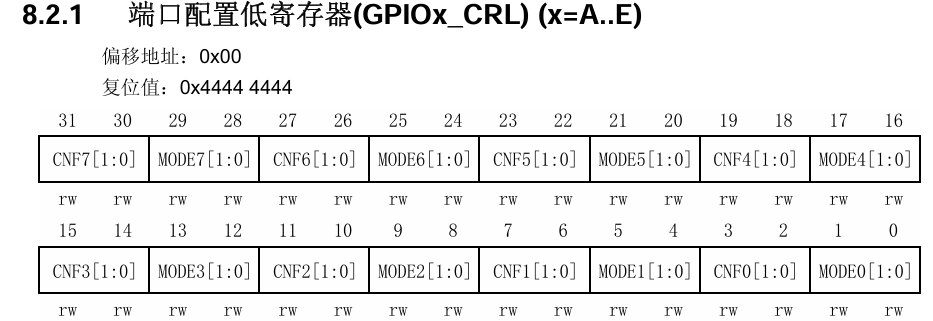 8.2.1 端口配置低寄存器(GPIOx_CRL) (x=A..E)
偏移地址：0x00
复位值：0x4444 4444
31 30 29 28 27 26 25 24 23 22 21 20 19 18 17 16
CNF7[1:0] MODE7[1:0] CNF6[1:0] MODE6[1:0] CNF5[1:0] MODE5[1:0] CNF4[1:0] MODE4[1:0]
rw rw rw rw rw rw rw rw rw rw rw rw rw rw rw rw
15 14 13 12 11 10 9 8 7 6 5 4 3 2 1 0
CNF3[1:0] MODE3[1:0] CNF2[1:0] MODE2[1:0] CNF1[1:0] MODE1[1:0] CNF0[1:0] MODE0[1:0]
rw rw rw rw rw rw rw rw rw rw rw rw rw rw rw rw